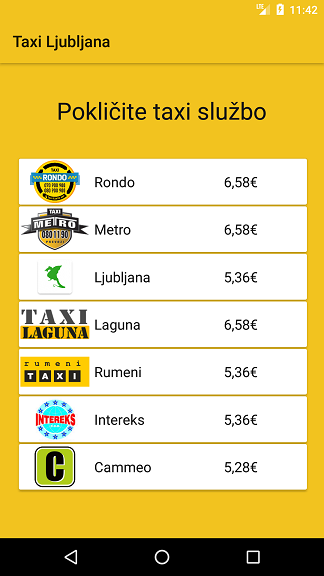 LTE 11:42
Taxi Ljubljana
Pokličite taxi službo
TAXI
RONDO
070 900 900
080 900 900
Rondo 6,58€
TAXI
METRO
080 11 90
Metro 6,58€
Ljubljana 5,36€
TAXI
LAGUNA
Laguna 6,58€
rumeni
TAXI
Rumeni 5,36€
INTEREKS
Intereks 5,36€
C
Cammeo 5,28€